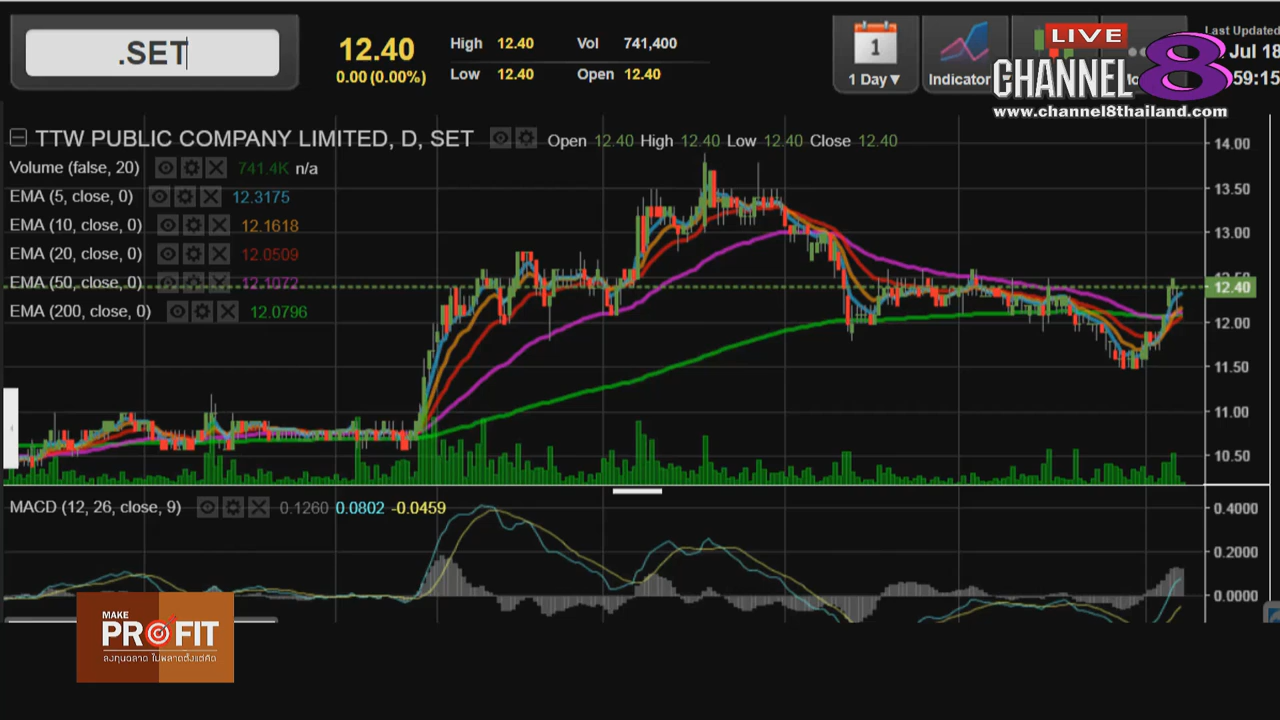 .SET
12.40
0.00 (0.00%)
High 12.40
Low 12.40
Vol 741,400
Open 12.40
1
1 Day ▼
Indicator
LIVE
CHANNEL 8
www.channel8thailand.com
Last Updated
Jul 18
59:15
TTW PUBLIC COMPANY LIMITED, D, SET
Open 12.40 High 12.40 Low 12.40 Close 12.40
Volume (false, 20) 741.4K n/a
EMA (5, close, 0) 12.3175
EMA (10, close, 0) 12.1618
EMA (20, close, 0) 12.0509
EMA (50, close, 0) 12.1072
EMA (200, close, 0) 12.0796
14.00
13.50
13.00
12.50
12.40
12.00
11.50
11.00
10.50
MACD (12, 26, close, 9) 0.1260 0.0802 -0.0459
0.4000
0.2000
0.0000
MAKE
PROFIT
ลงทุนฉลาด ไม่พลาดตั้งแต่คิด